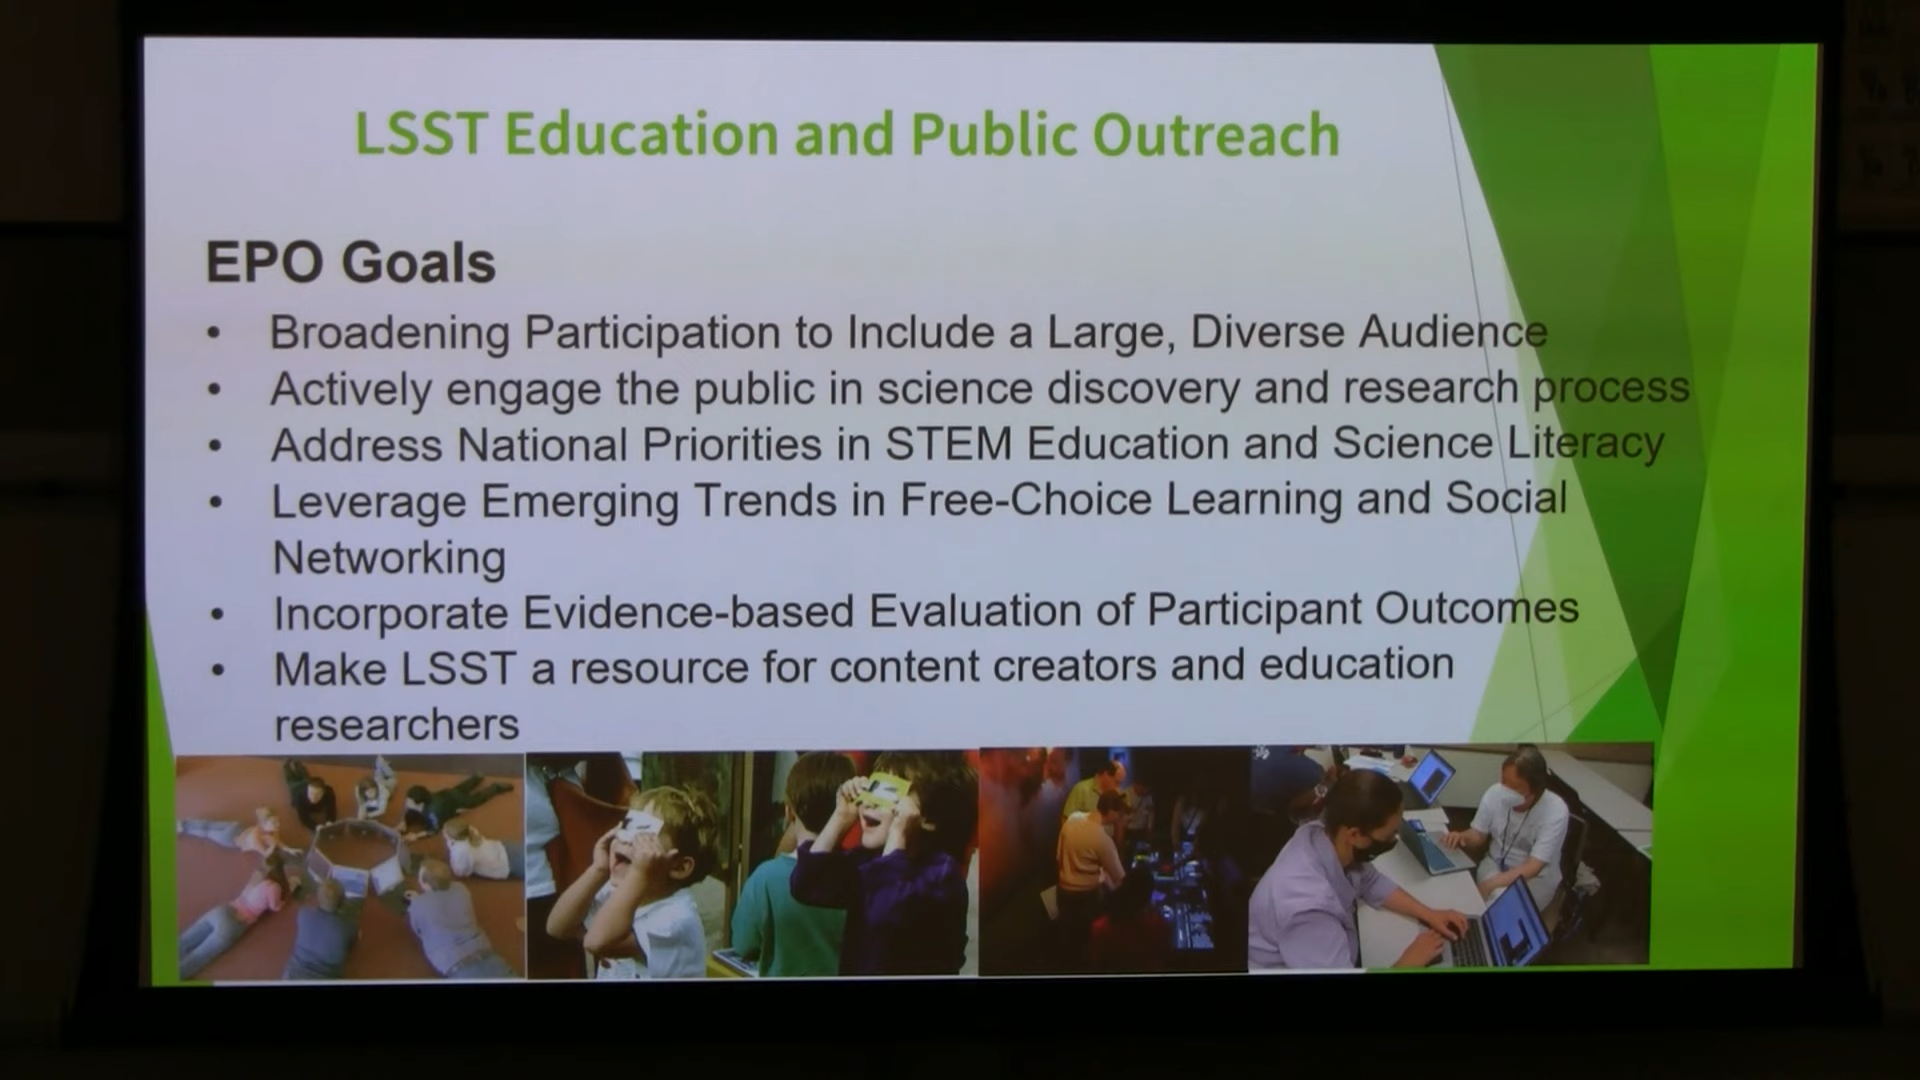 LSST Education and Public Outreach
EPO Goals
• Broadening Participation to Include a Large, Diverse Audience
• Actively engage the public in science discovery and research process
• Address National Priorities in STEM Education and Science Literacy
• Leverage Emerging Trends in Free-Choice Learning and Social
Networking
• Incorporate Evidence-based Evaluation of Participant Outcomes
• Make LSST a resource for content creators and education
researchers